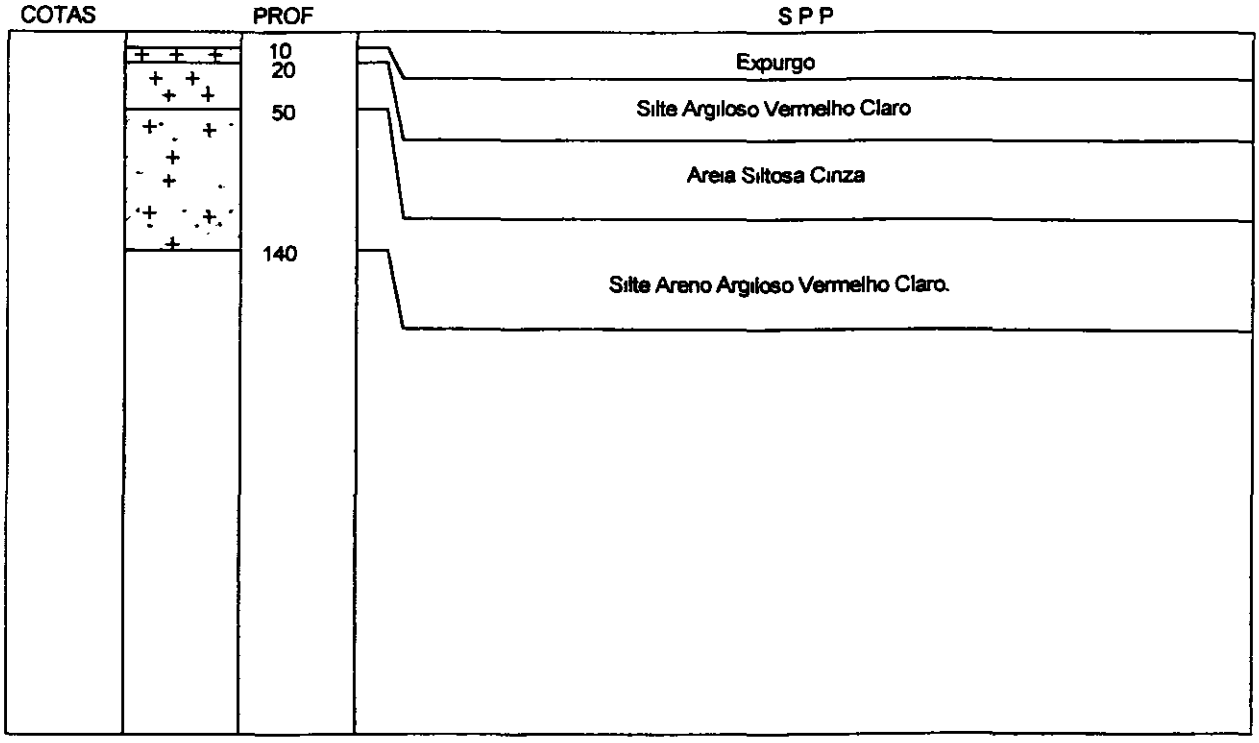 COTAS PROF S P P
10 Expurgo
20
50 Silte Argiloso Vermelho Claro
Areia Siltosa Cinza
140
Silte Areno Argiloso Vermelho Claro.